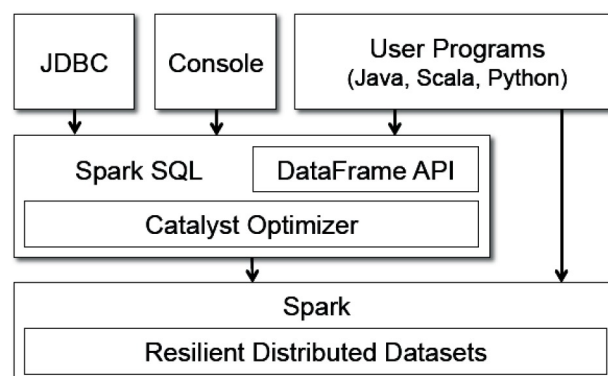 JDBC
Console
User Programs
(Java, Scala, Python)
Spark SQL
DataFrame API
Catalyst Optimizer
Spark
Resilient Distributed Datasets